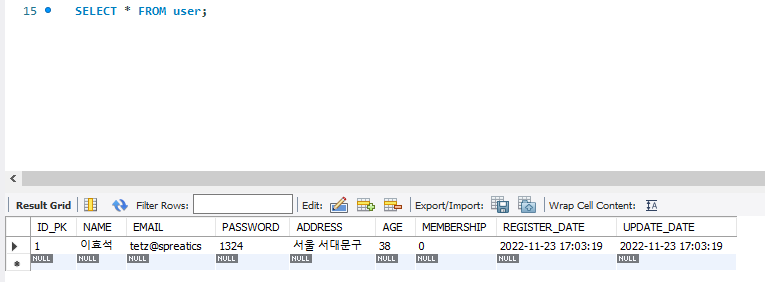 15 SELECT * FROM user;
Result Grid Filter Rows: Edit: Export/Import: Wrap Cell Content:
ID_PK NAME EMAIL PASSWORD ADDRESS AGE MEMBERSHIP REGISTER_DATE UPDATE_DATE
1 이효석 tetz@spreatics 1324 서울 서대문구 38 0 2022-11-23 17:03:19 2022-11-23 17:03:19
NULL NULL NULL NULL NULL NULL NULL NULL NULL